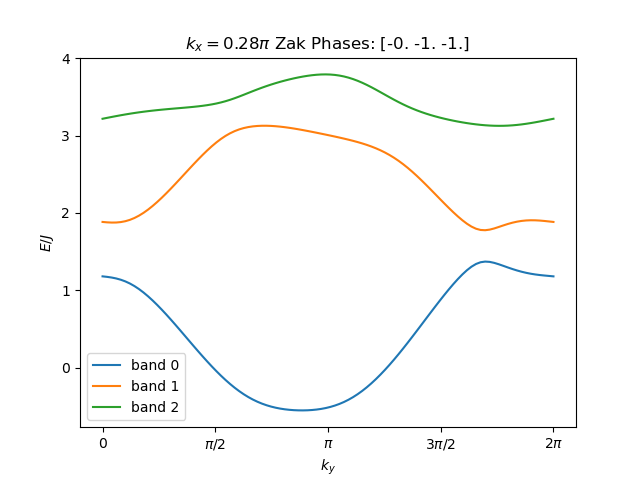 k_x = 0.28π Zak Phases: [-0. -1. -1.]
4
3
2
1
0
E/J
band 0
band 1
band 2
0 π/2 π 3π/2 2π
k_y